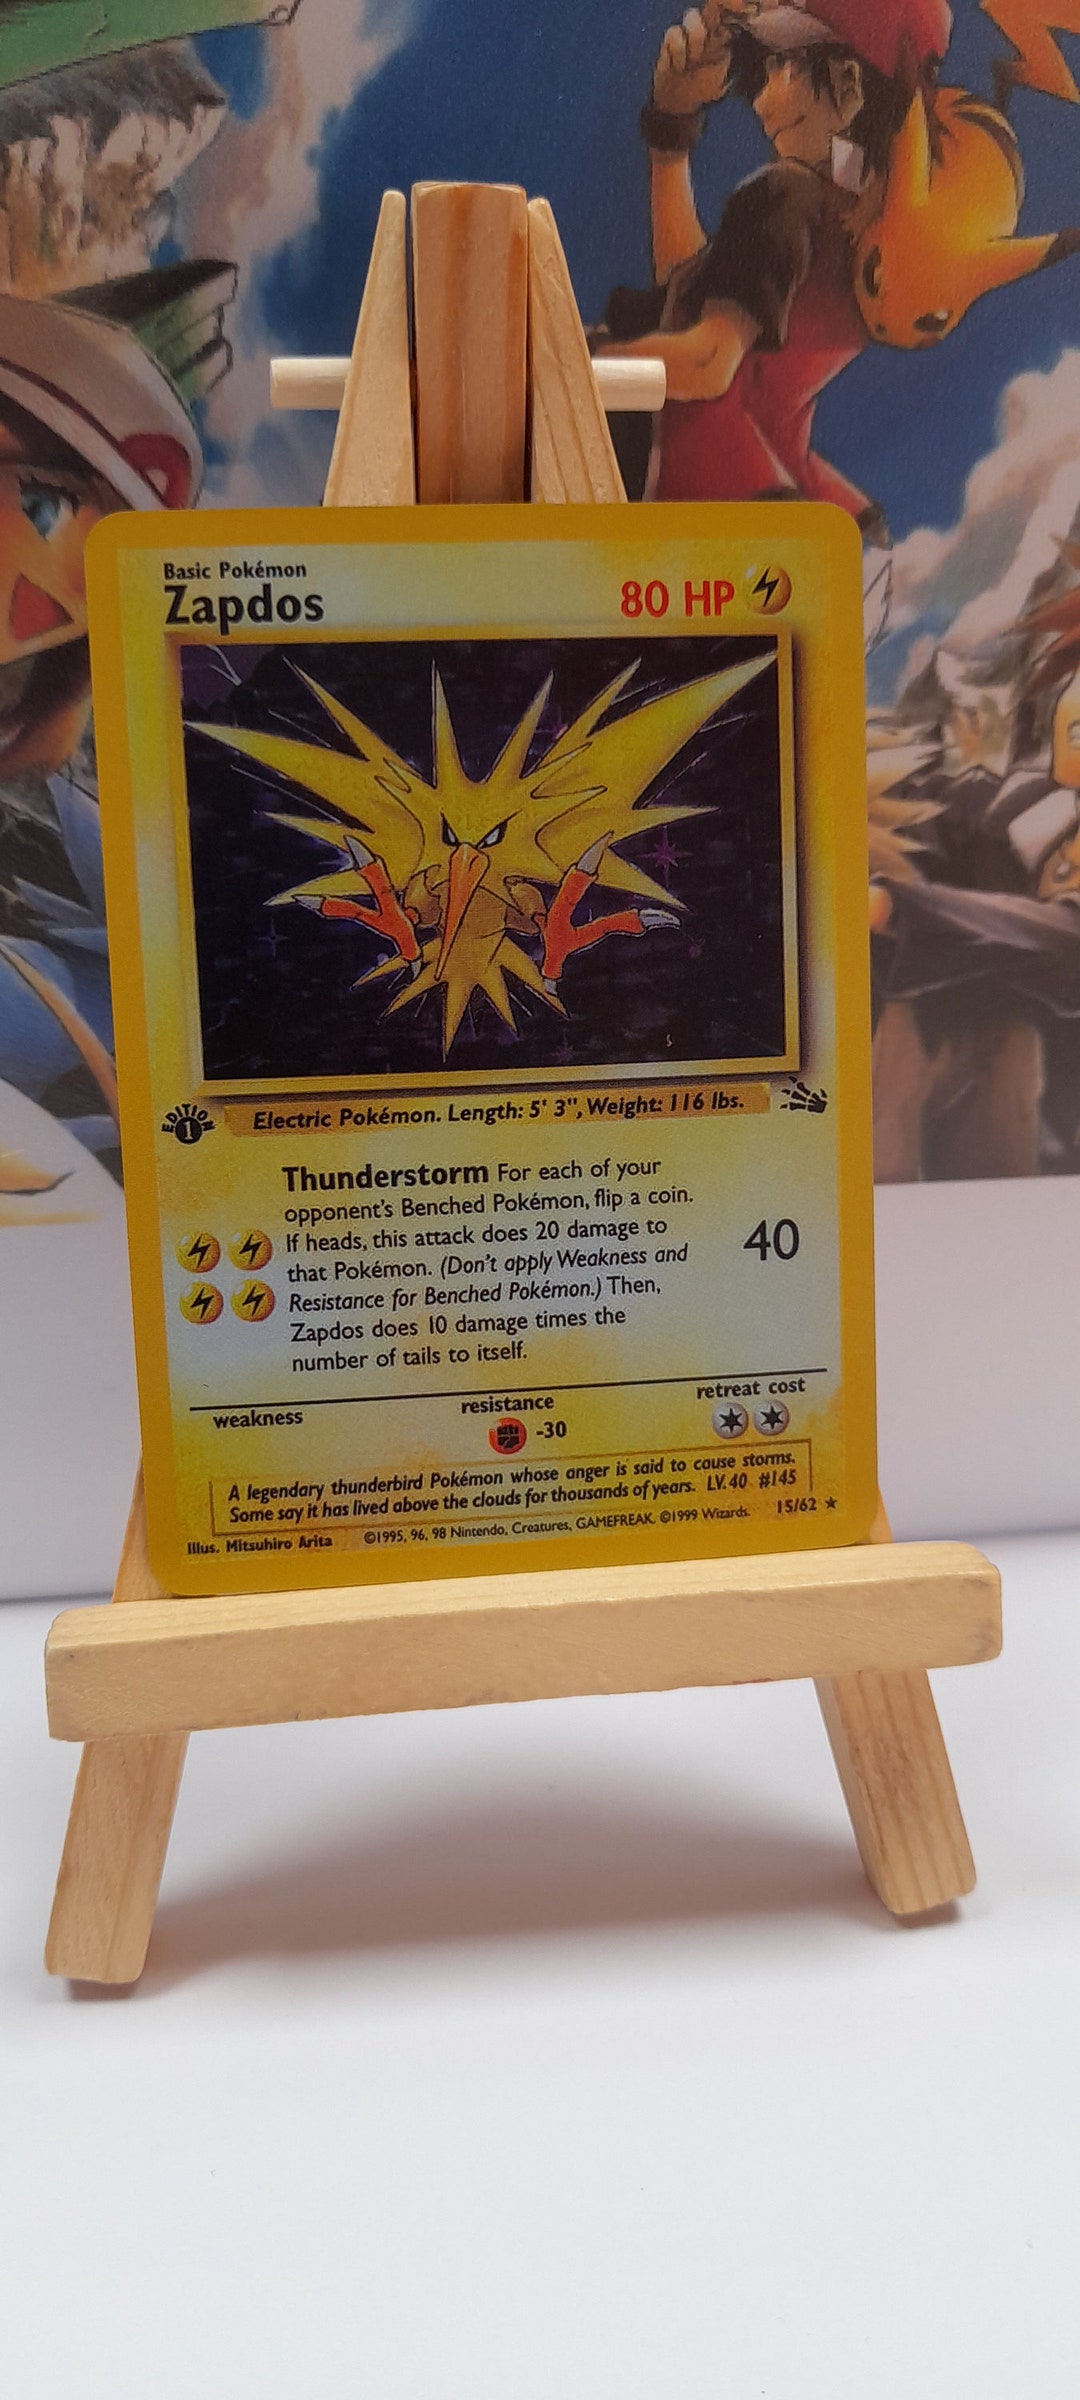 Basic Pokémon
Zapdos
80 HP
EDITION
1
Electric Pokémon. Length: 5' 3", Weight: 116 lbs.
Thunderstorm For each of your
opponent's Benched Pokémon, flip a coin.
If heads, this attack does 20 damage to
that Pokémon. (Don't apply Weakness and
Resistance for Benched Pokémon.) Then,
Zapdos does 10 damage times the
number of tails to itself.
40
weakness
resistance
retreat cost
-30
A legendary thunderbird Pokémon whose anger is said to cause storms.
Some say it has lived above the clouds for thousands of years. LV. 40 #145
Illus. Mitsuhiro Arita ©1995, 96, 98 Nintendo, Creatures, GAMEFREAK. ©1999 Wizards. 15/62 ★